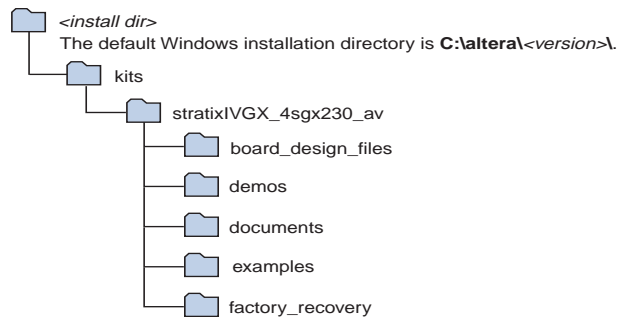 <install dir>
The default Windows installation directory is C:\altera\<version>\.
kits
stratixIVGX_4sgx230_av
board_design_files
demos
documents
examples
factory_recovery